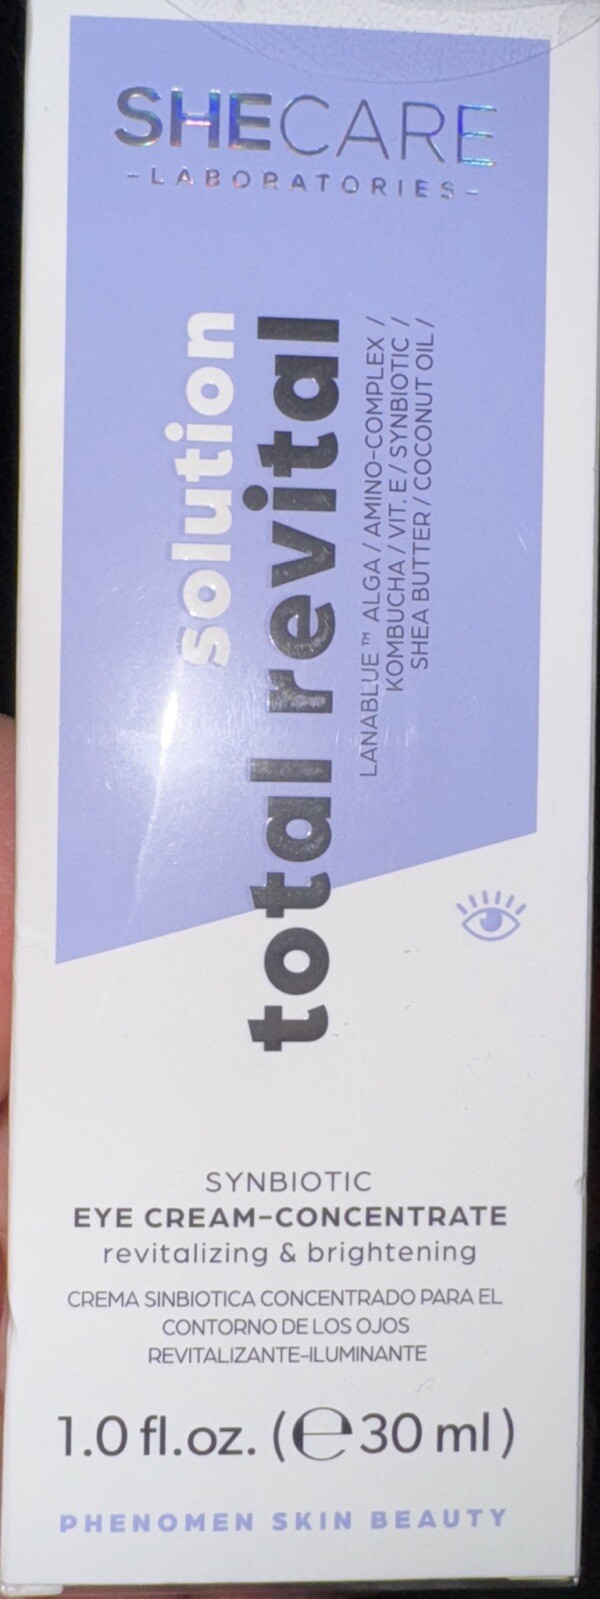 SHECARE
-LABORATORIES-
solution
total revital
LANABLUE™ ALGA / AMINO-COMPLEX /
KOMBUCHA / VIT. E / SYNBIOTIC /
SHEA BUTTER / COCONUT OIL /
SYNBIOTIC
EYE CREAM-CONCENTRATE
revitalizing & brightening
CREMA SINBIOTICA CONCENTRADO PARA EL
CONTORNO DE LOS OJOS
REVITALIZANTE-ILUMINANTE
1.0 fl.oz. (℮30 ml)
PHENOMEN SKIN BEAUTY